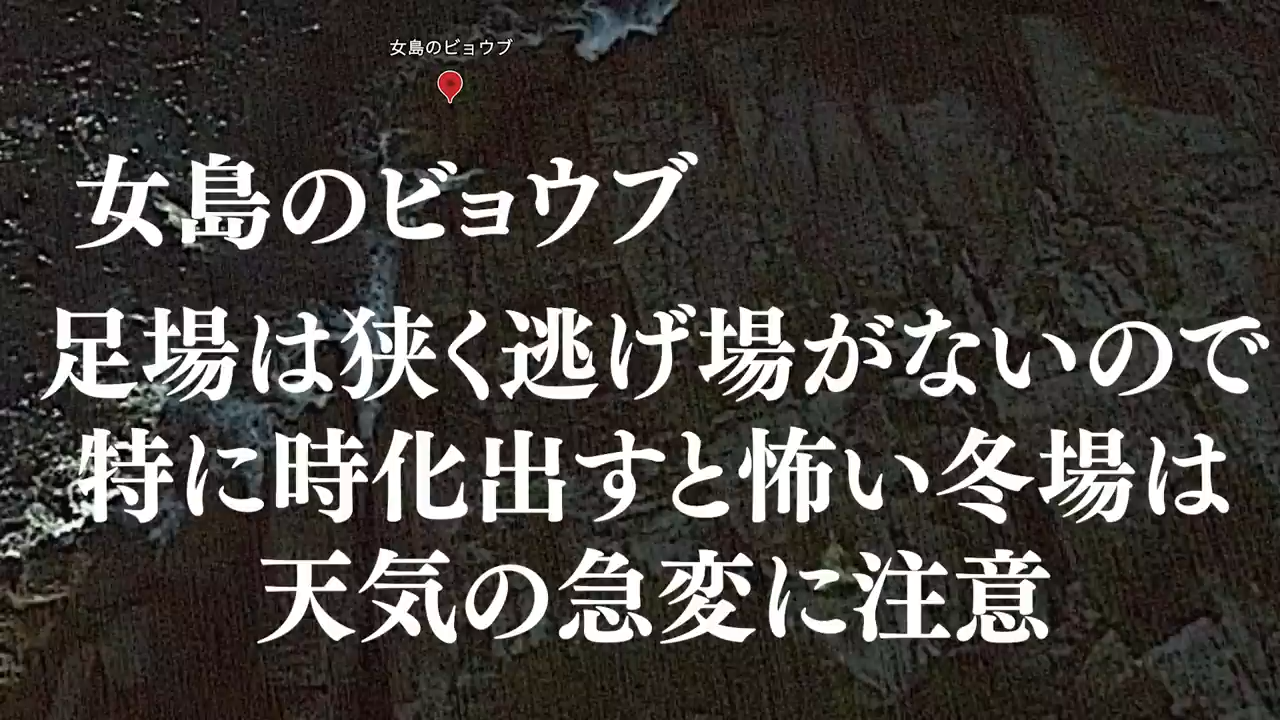 女島のビョウブ
女島のビョウブ
足場は狭く逃げ場がないので
特に時化出すと怖い冬場は
天気の急変に注意